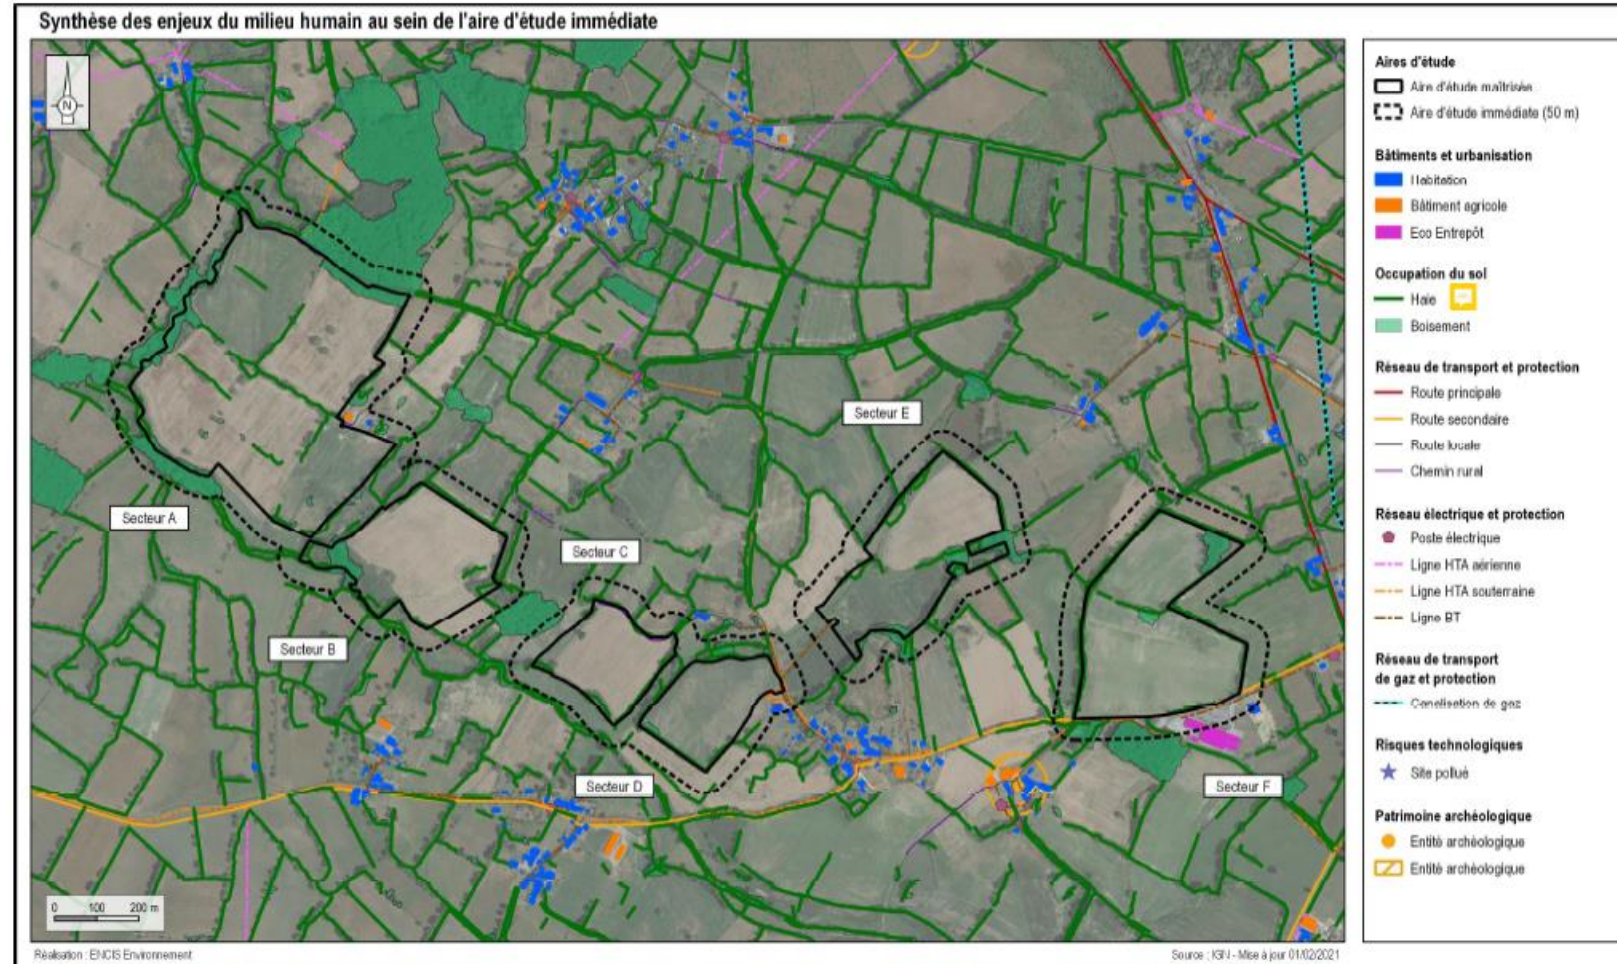 Synthèse des enjeux du milieu humain au sein de l'aire d'étude immédiate
N
Secteur A
Secteur B
Secteur C
Secteur D
Secteur E
Secteur F
0 100 200 m
Aires d'étude
Aire d'étude maîtrisée
Aire d'étude immédiate (50 m)
Bâtiments et urbanisation
Habitation
Bâtiment agricole
Eco Entrepôt
Occupation du sol
Haie
Boisement
Réseau de transport et protection
Route principale
Route secondaire
Route locale
Chemin rural
Réseau électrique et protection
Poste électrique
Ligne HTA aérienne
Ligne HTA souterraine
Ligne BT
Réseau de transport
de gaz et protection
Canalisation de gaz
Risques technologiques
Site pollué
Patrimoine archéologique
Entité archéologique
Entité archéologique
Réalisation : ENCIS Environnement
Source : IGN - Mise à jour 01/02/2021